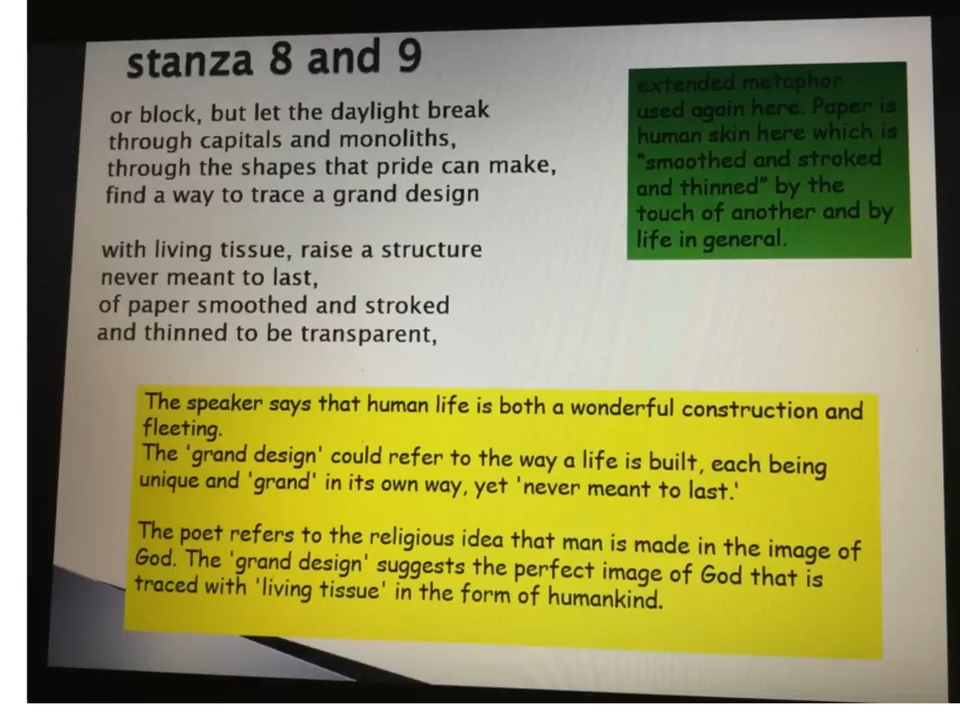 stanza 8 and 9
or block, but let the daylight break
through capitals and monoliths,
through the shapes that pride can make,
find a way to trace a grand design
with living tissue, raise a structure
never meant to last,
of paper smoothed and stroked
and thinned to be transparent,
extended metaphor
used again here. Paper is
human skin here which is
"smoothed and stroked
and thinned" by the
touch of another and by
life in general.
The speaker says that human life is both a wonderful construction and
fleeting.
The 'grand design' could refer to the way a life is built, each being
unique and 'grand' in its own way, yet 'never meant to last.'
The poet refers to the religious idea that man is made in the image of
God. The 'grand design' suggests the perfect image of God that is
traced with 'living tissue' in the form of humankind.